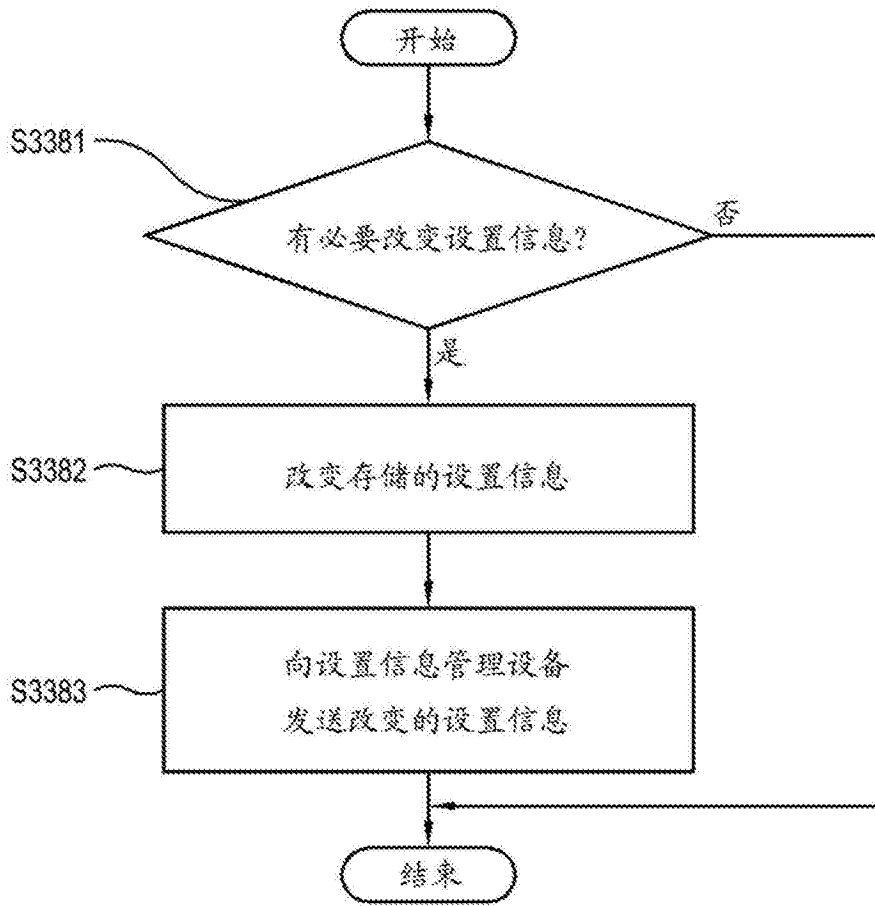 开始
S3381
有必要改变设置信息?
否
是
S3382
改变存储的设置信息
S3383
向设置信息管理设备
发送改变的设置信息
结束